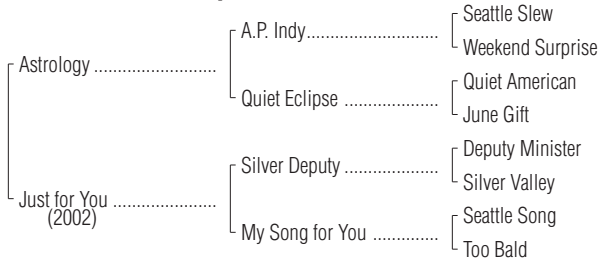 Seattle Slew
A.P. Indy........................
Weekend Surprise
Astrology ........................
Quiet American
Quiet Eclipse ...................
June Gift
Deputy Minister
Silver Deputy ...................
Silver Valley
Just for You .....................
(2002)
Seattle Song
My Song for You .............
Too Bald